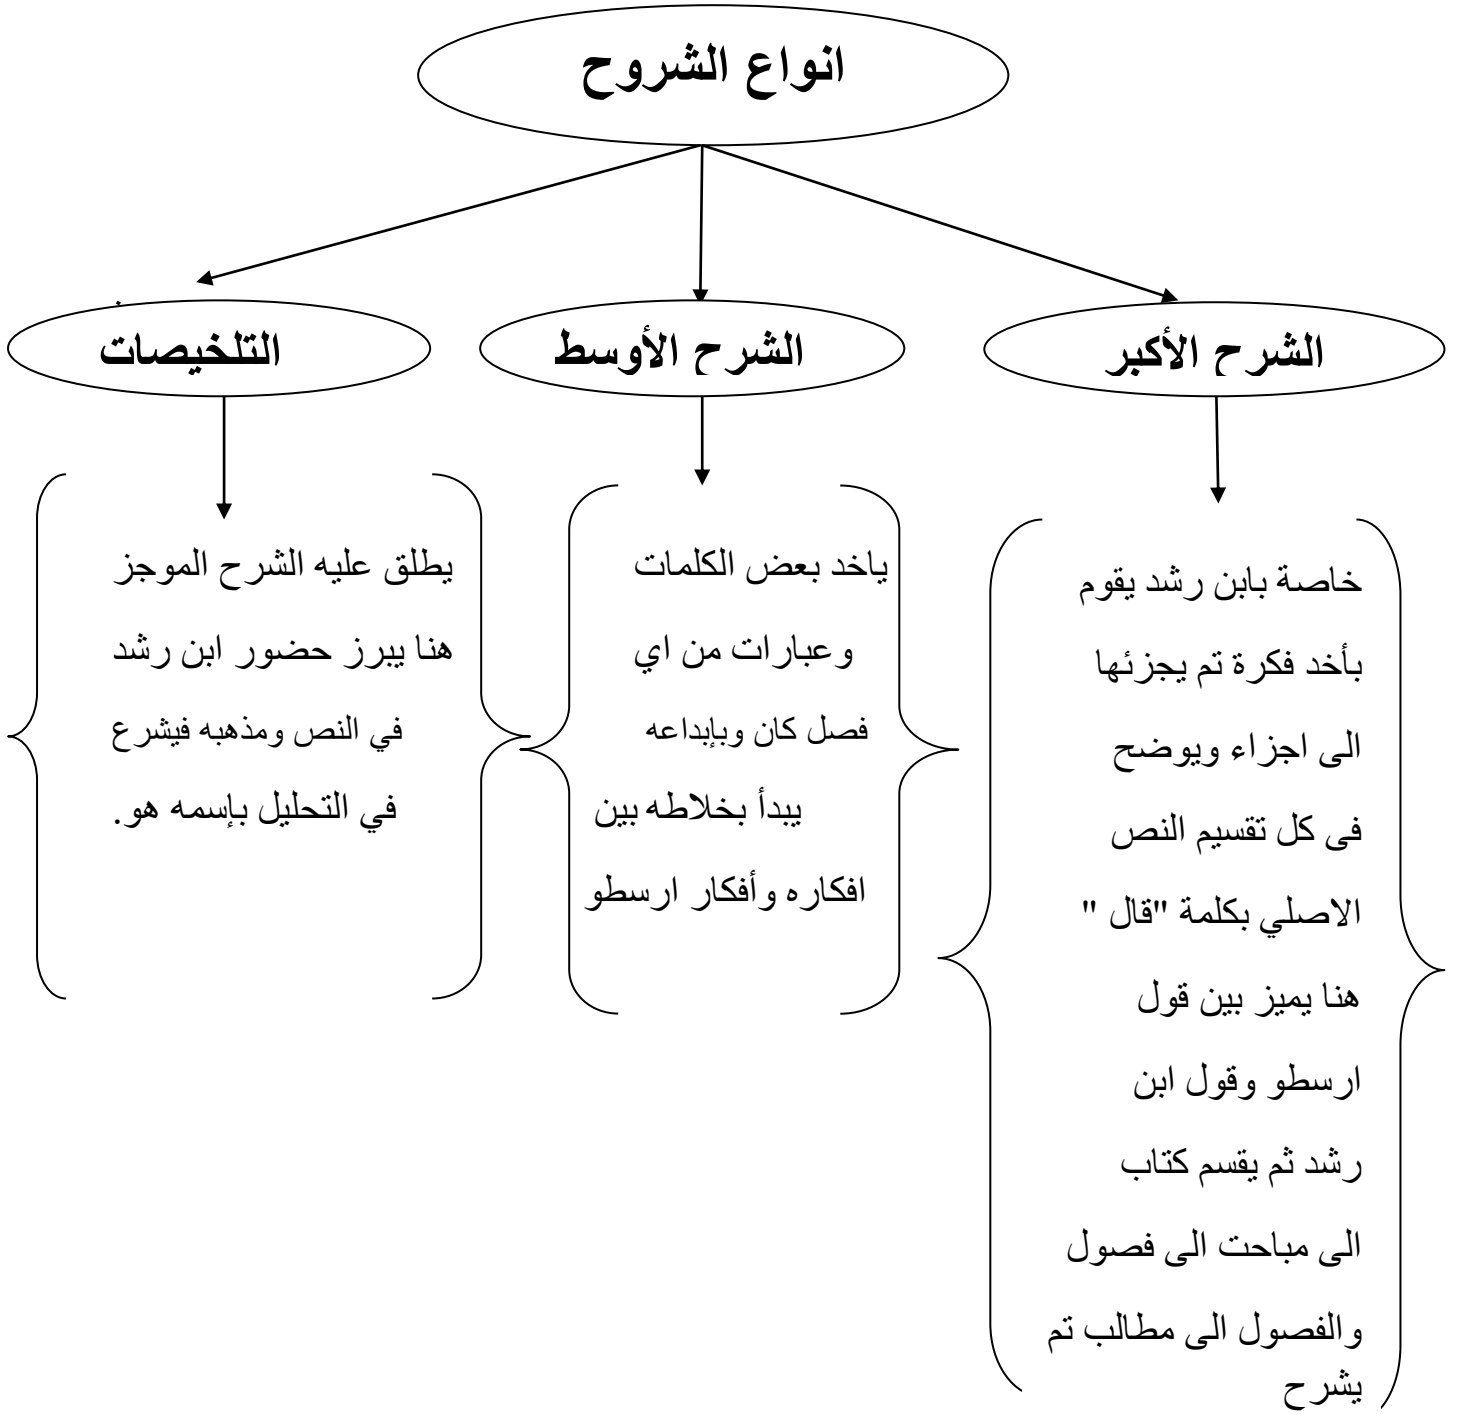 انواع الشروح
الشرح الأكبر
الشرح الأوسط
التلخيصات
خاصة بابن رشد يقوم
بأخد فكرة تم يجزئها
الى اجزاء ويوضح
فى كل تقسيم النص
الاصلي بكلمة "قال "
هنا يميز بين قول
ارسطو وقول ابن
رشد ثم يقسم كتاب
الى مباحت الى فصول
والفصول الى مطالب تم
يشرح
ياخد بعض الكلمات
وعبارات من اي
فصل كان وبإبداعه
يبدأ بخلاطه بين
افكاره وأفكار ارسطو
يطلق عليه الشرح الموجز
هنا يبرز حضور ابن رشد
في النص ومذهبه فيشرع
في التحليل بإسمه هو.